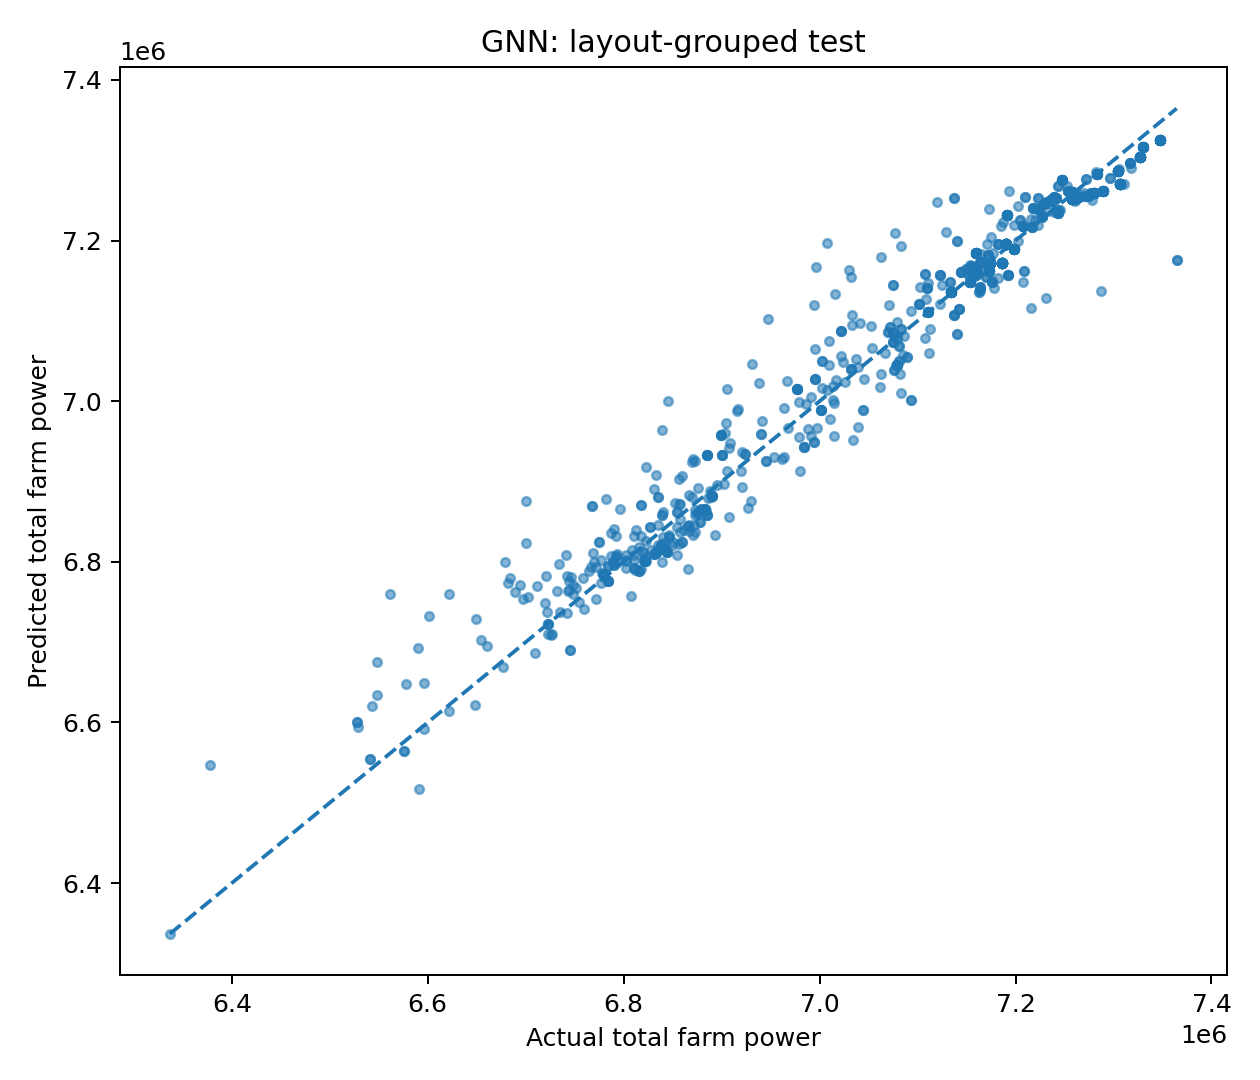 GNN: layout-grouped test
1e6
7.4
7.2
7.0
6.8
6.6
6.4
Predicted total farm power
6.4 6.6 6.8 7.0 7.2 7.4
1e6
Actual total farm power